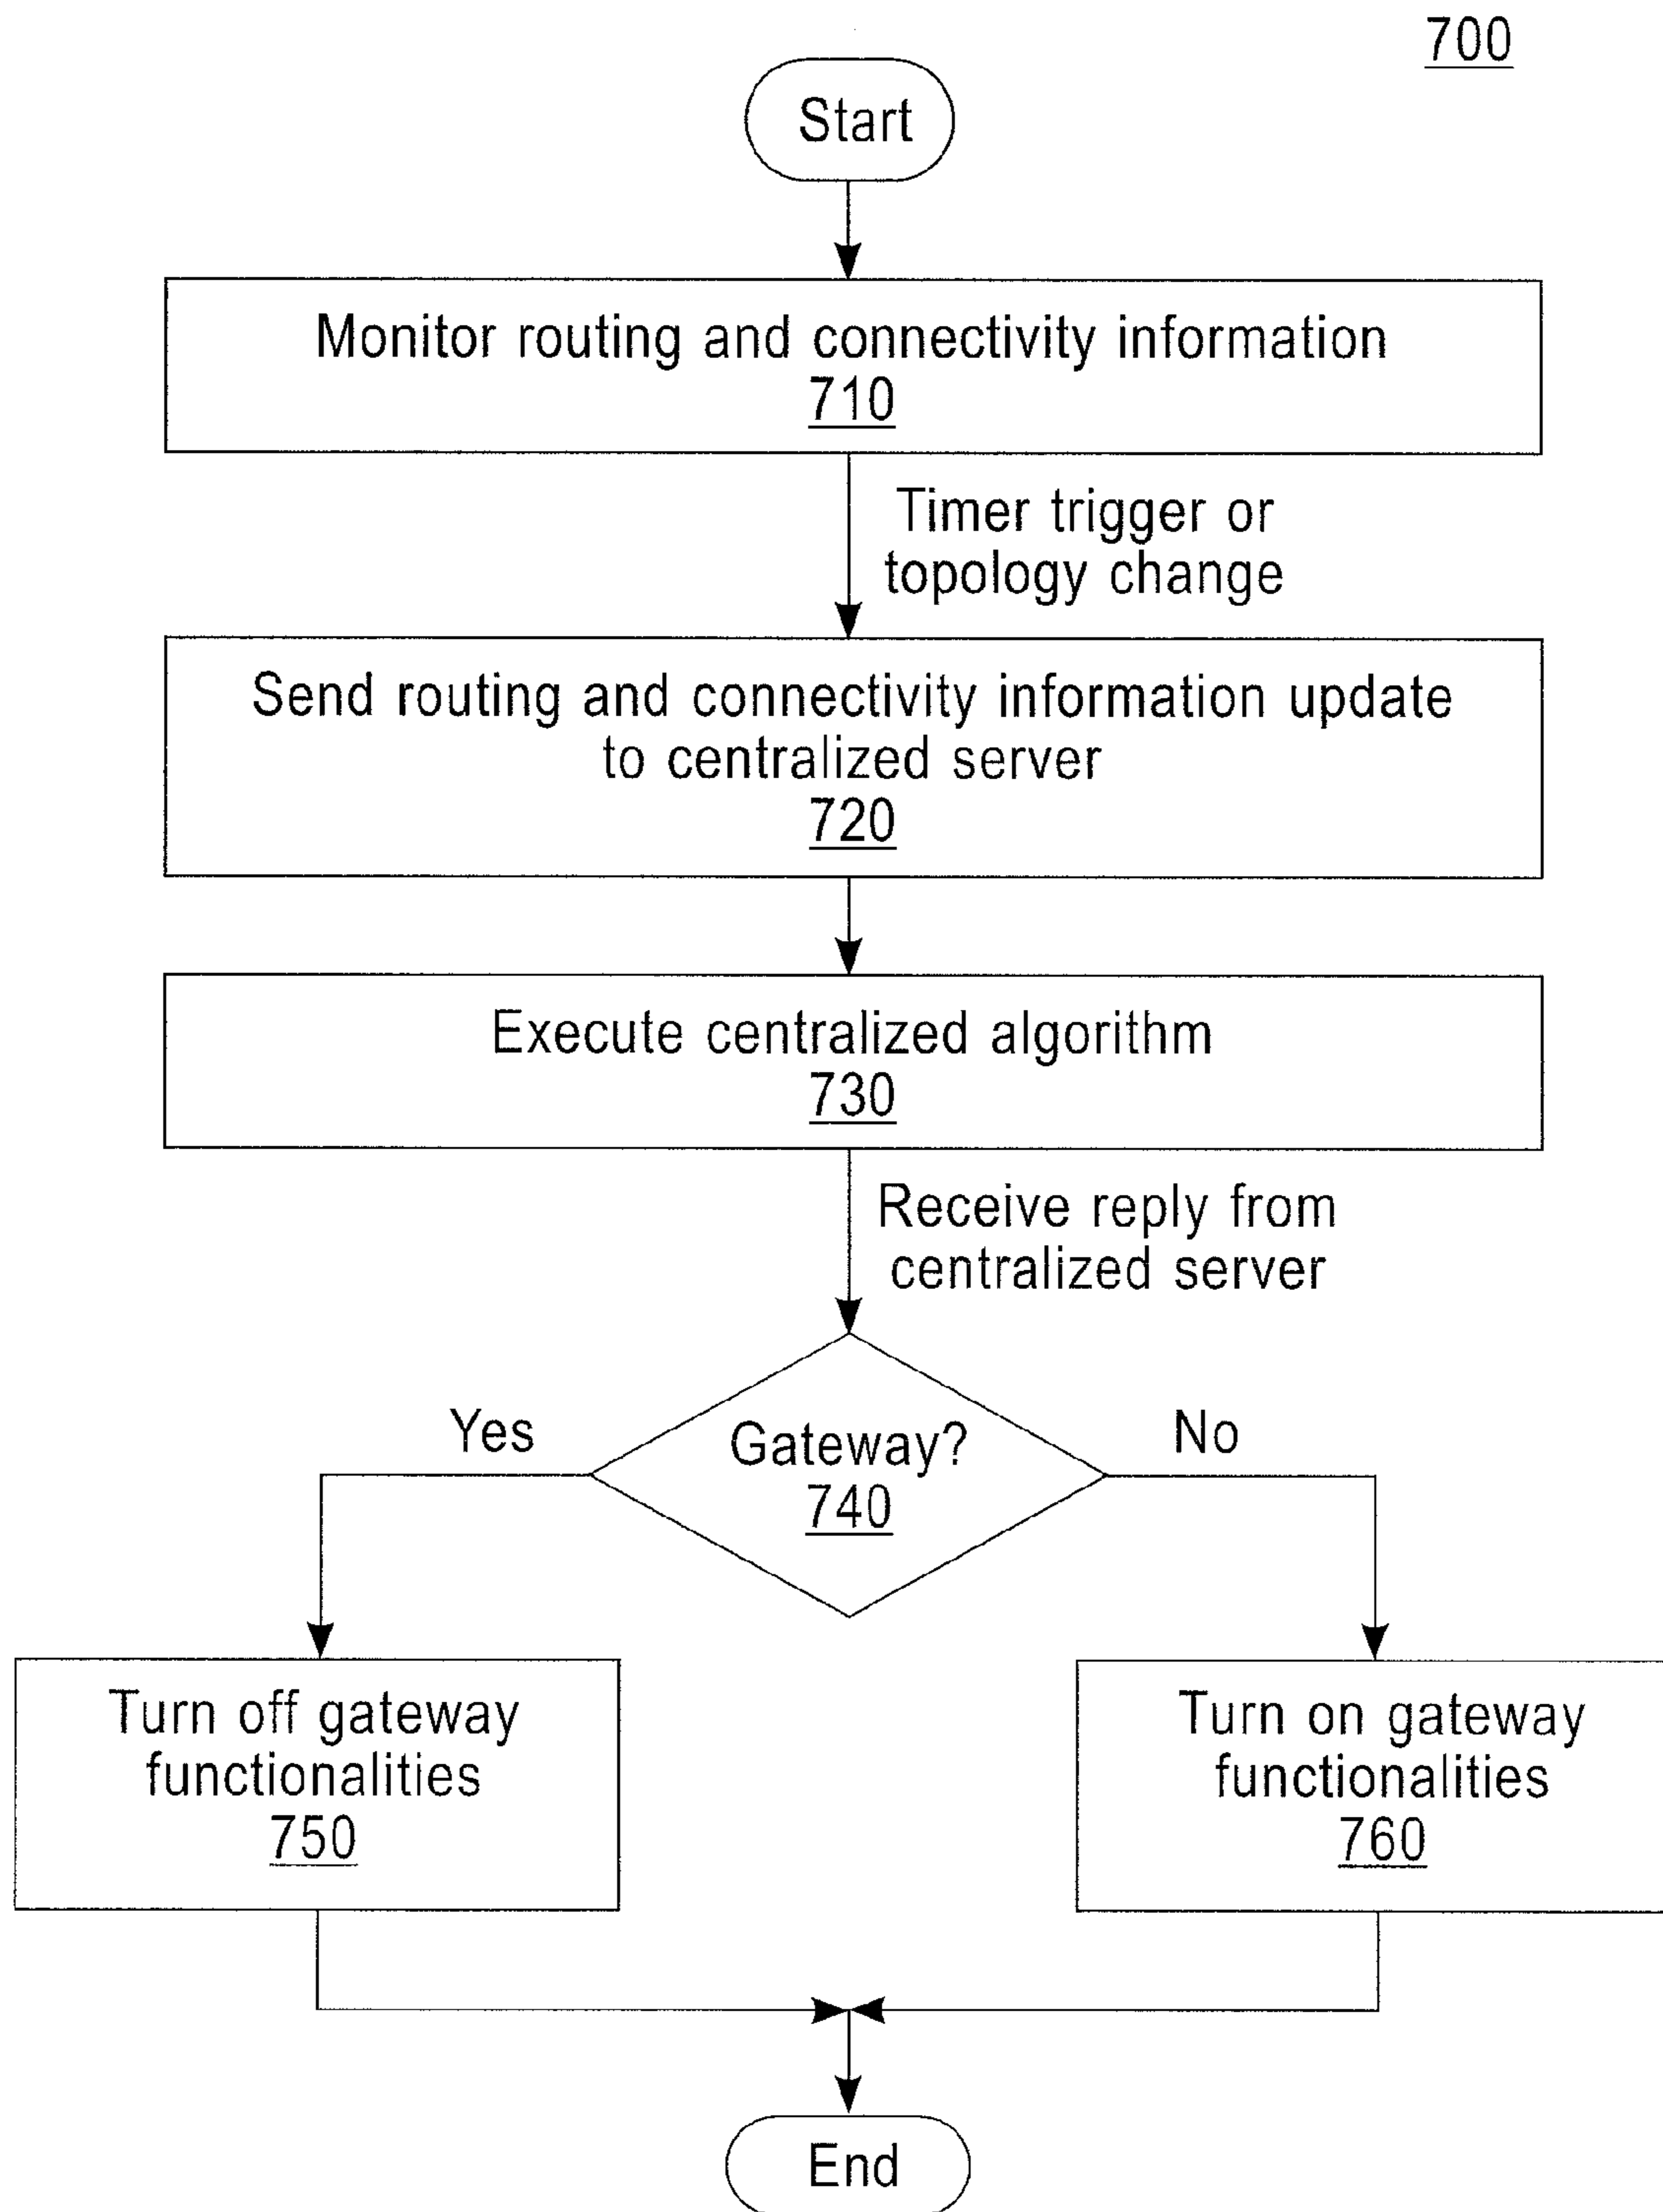 700
Start
Monitor routing and connectivity information
710
Timer trigger or
topology change
Send routing and connectivity information update
to centralized server
720
Execute centralized algorithm
730
Receive reply from
centralized server
Yes
Gateway?
740
No
Turn off gateway
functionalities
750
Turn on gateway
functionalities
760
End